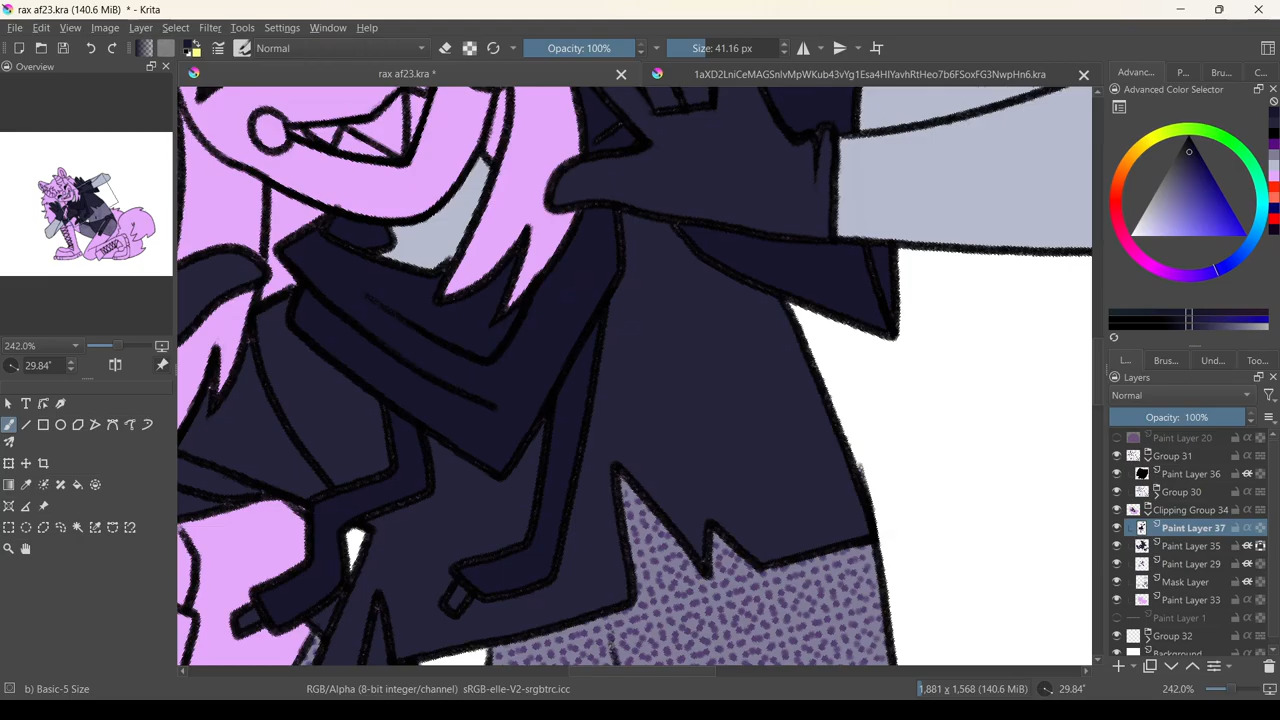 rax af23.kra (140.6 MiB) * - Krita
File Edit View Image Layer Select Filter Tools Settings Window Help
Normal Opacity: 100% Size: 41.16 px
Overview
rax af23.kra *
1aXD2LniCeMAGSnlvMpWKub43vYg1Esa4HIYavhRtHeo7b6FSoxFG3NwpHn6.kra
Advanc... P... Bru... C...
Advanced Color Selector
242.0%
29.84°
L... Brus... Und... Too...
Layers
Normal
Opacity: 100%
Paint Layer 20
Group 31
Paint Layer 36
Group 30
Clipping Group 34
Paint Layer 37
Paint Layer 35
Paint Layer 29
Mask Layer
Paint Layer 33
Paint Layer 1
Group 32
Background
b) Basic-5 Size
RGB/Alpha (8-bit integer/channel) sRGB-elle-V2-srgbtrc.icc
1,881 x 1,568 (140.6 MiB)
29.84°
242.0%